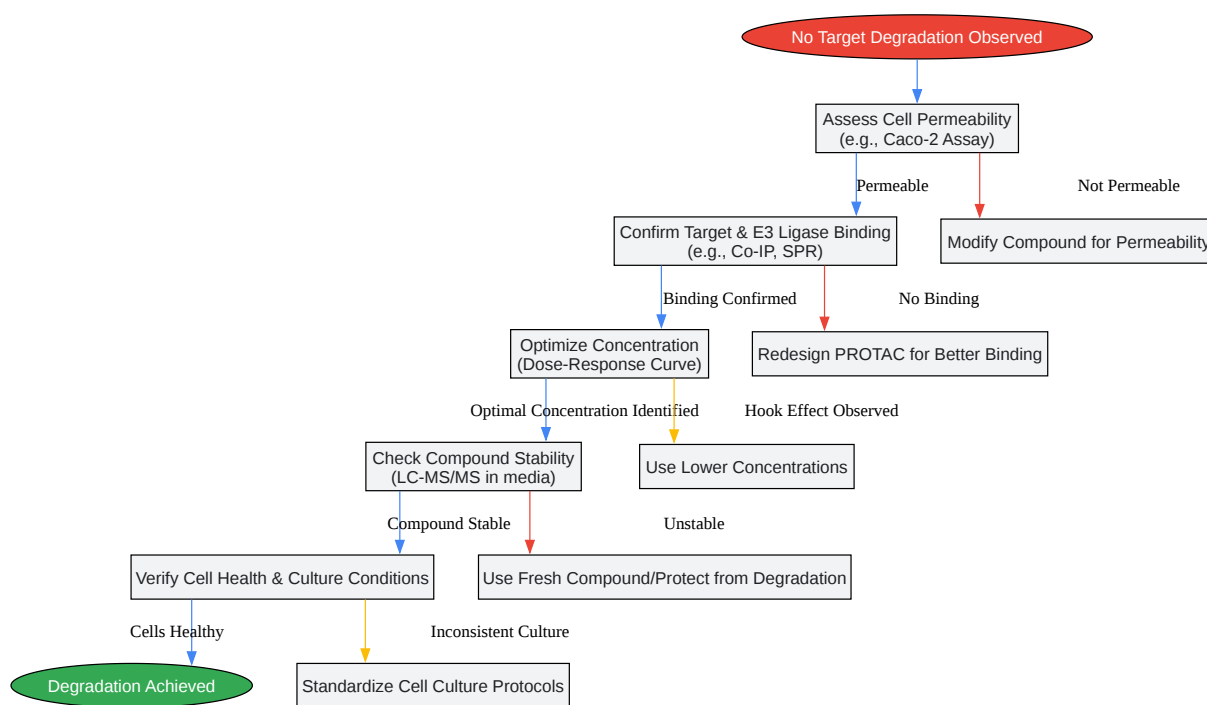 No Target Degradation Observed
Assess Cell Permeability
(e.g., Caco-2 Assay)
Permeable
Not Permeable
Confirm Target & E3 Ligase Binding
(e.g., Co-IP, SPR)
Modify Compound for Permeability
Binding Confirmed
No Binding
Optimize Concentration
(Dose-Response Curve)
Redesign PROTAC for Better Binding
Optimal Concentration Identified
Hook Effect Observed
Check Compound Stability
(LC-MS/MS in media)
Use Lower Concentrations
Compound Stable
Unstable
Verify Cell Health & Culture Conditions
Use Fresh Compound/Protect from Degradation
Cells Healthy
Inconsistent Culture
Degradation Achieved
Standardize Cell Culture Protocols